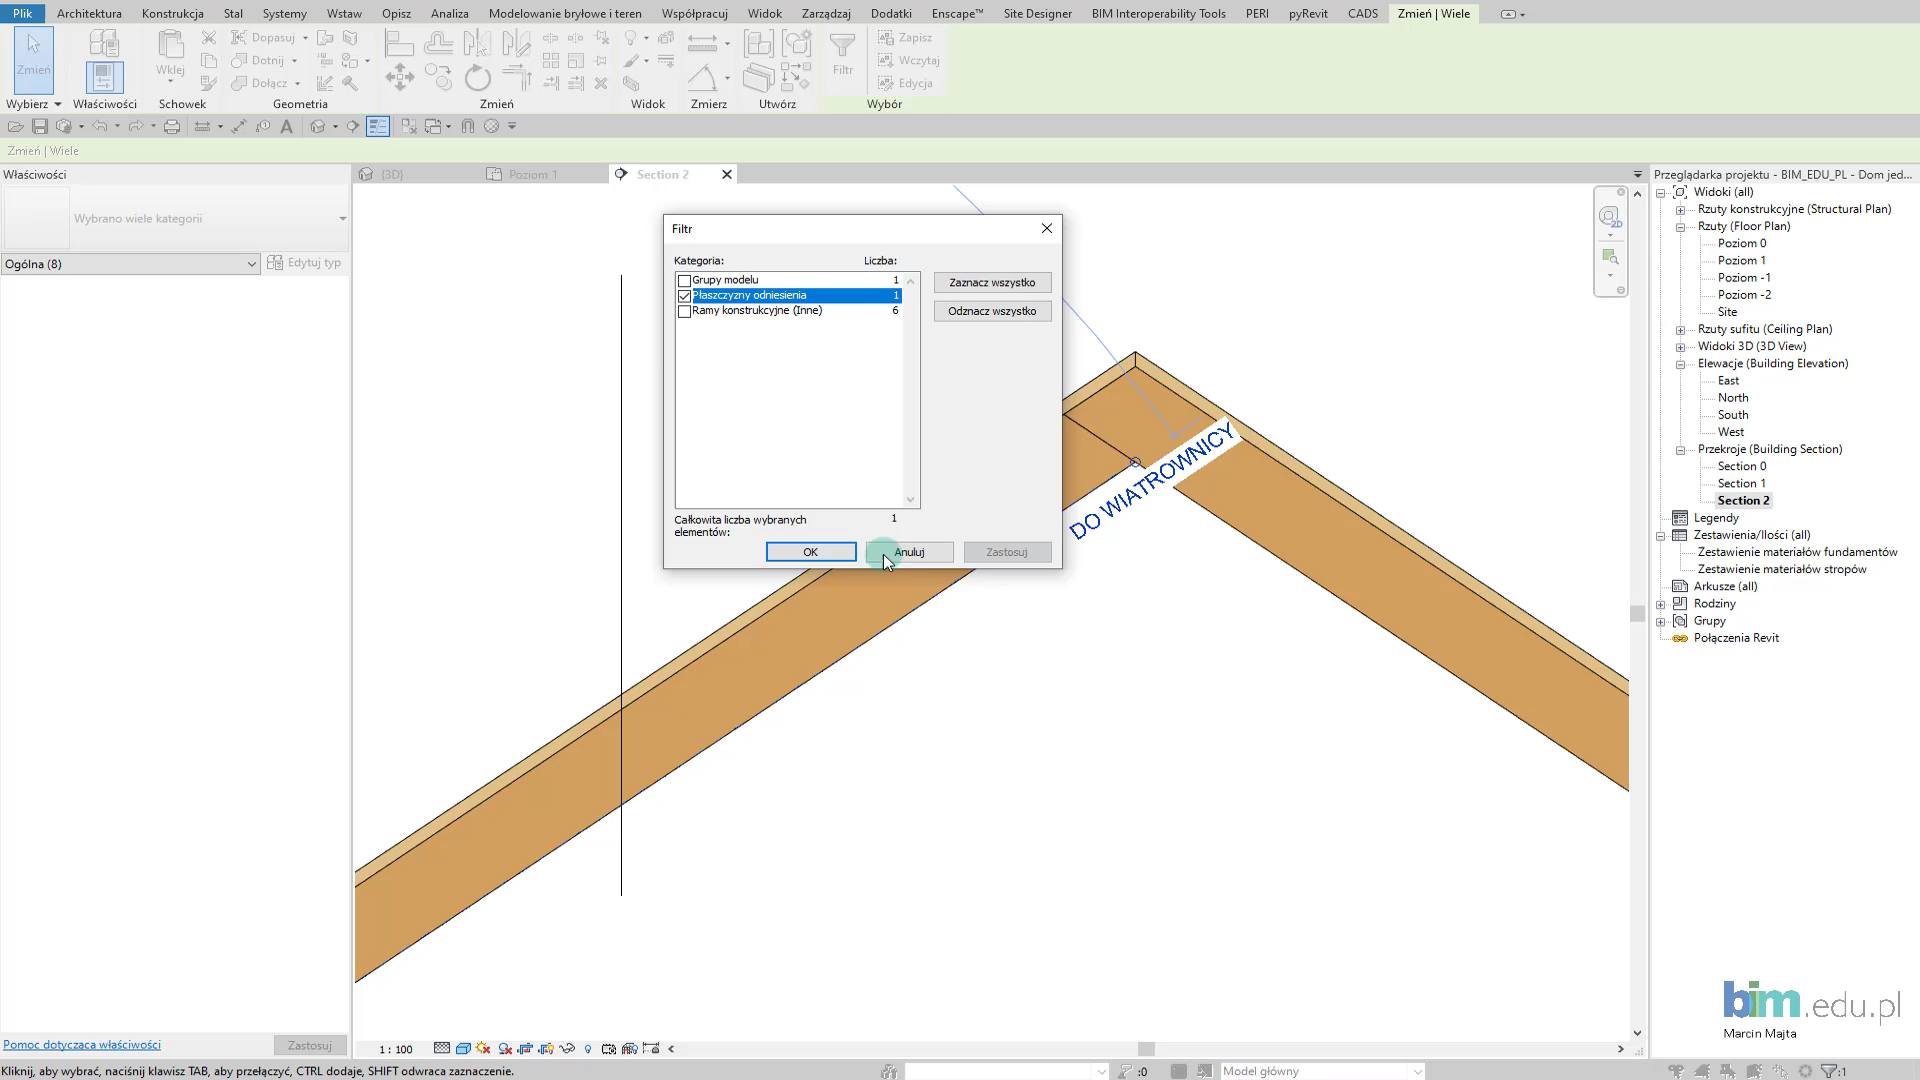 Plik Architektura Konstrukcja Stal Systemy Wstaw Opisz Analiza Modelowanie bryłowe i teren Współpracuj Widok Zarządzaj Dodatki Enscape™ Site Designer BIM Interoperability Tools PERI pyRevit CADS Zmień | Wiele
Zmień Wklej Dopasuj Dotnij Dołącz Filtr Zapisz Wczytaj Edycja
Wybierz Właściwości Schowek Geometria Zmień Widok Zmierz Utwórz Wybór
Zmień | Wiele
Właściwości
Wybrano wiele kategorii
Ogólna (8) Edytuj typ
Pomoc dotycząca właściwości Zastosuj
{3D} Poziom 1 Section 2
Filtr
Kategoria: Liczba:
Grupy modelu 1
Płaszczyzny odniesienia 1
Ramy konstrukcyjne (Inne) 6
Zaznacz wszystko
Odznacz wszystko
Całkowita liczba wybranych 1
elementów:
OK Anuluj Zastosuj
DO WIATROWNICY
2D
Przeglądarka projektu - BIM_EDU_PL - Dom jed...
Widoki (all)
Rzuty konstrukcyjne (Structural Plan)
Rzuty (Floor Plan)
Poziom 0
Poziom 1
Poziom -1
Poziom -2
Site
Rzuty sufitu (Ceiling Plan)
Widoki 3D (3D View)
Elewacje (Building Elevation)
East
North
South
West
Przekroje (Building Section)
Section 0
Section 1
Section 2
Legendy
Zestawienia/Ilości (all)
Zestawienie materiałów fundamentów
Zestawienie materiałów stropów
Arkusze (all)
Rodziny
Grupy
Połączenia Revit
bim.edu.pl
Marcin Majta
1 : 100
Kliknij, aby wybrać, naciśnij klawisz TAB, aby przełączyć, CTRL dodaje, SHIFT odwraca zaznaczenie. :0 Model główny :1